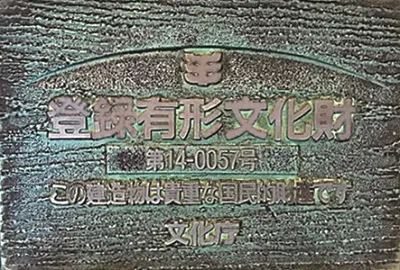 登録有形文化財
第14-0057号
この建造物は貴重な国民的財産です
文化庁